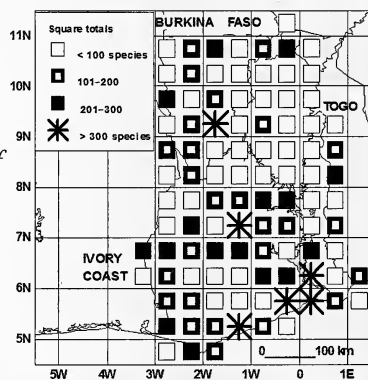 BURKINA FASO
Square totals
< 100 species
101–200
201–300
> 300 species
TOGO
IVORY
COAST
11N
10N
9N
8N
7N
6N
5N
0 100 km
5W 4W 3W 2W 1W 0 1E